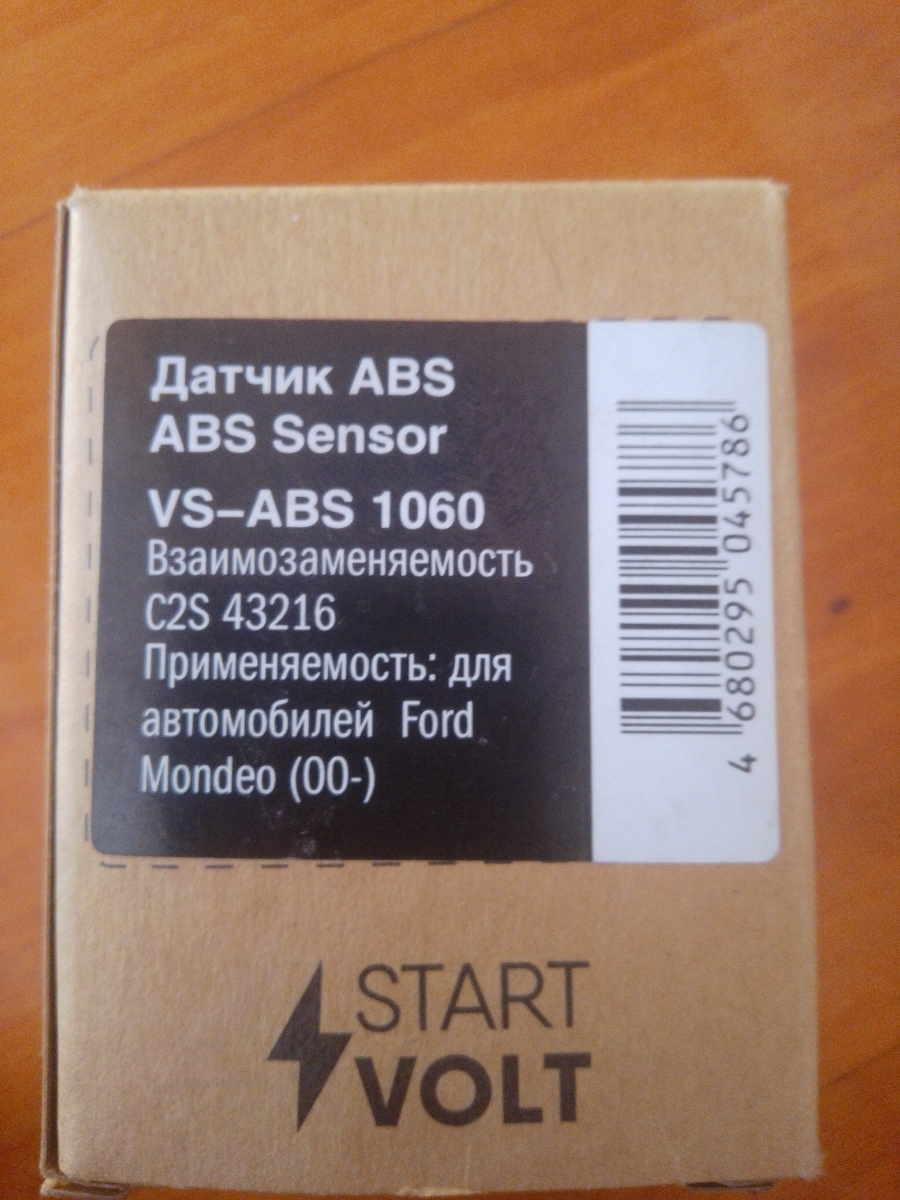 Датчик ABS
ABS Sensor
VS–ABS 1060
Взаимозаменяемость
C2S 43216
Применяемость: для
автомобилей Ford
Mondeo (00-)
4 680295 045786
START
VOLT